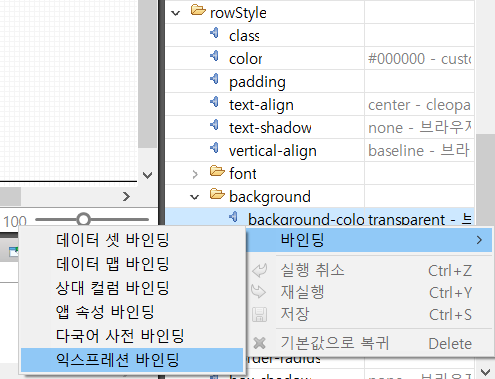 rowStyle
class
color #000000 - custo
padding
text-align center - cleopa
text-shadow none - 브라우저
vertical-align baseline - 브라우
font
background
100
background-colo transparent - 브
데이터 셋 바인딩
데이터 맵 바인딩
상대 컬럼 바인딩
앱 속성 바인딩
다국어 사전 바인딩
익스프레션 바인딩
바인딩
실행 취소 Ctrl+Z
재실행 Ctrl+Y
저장 Ctrl+S
기본값으로 복귀 Delete
order-radius